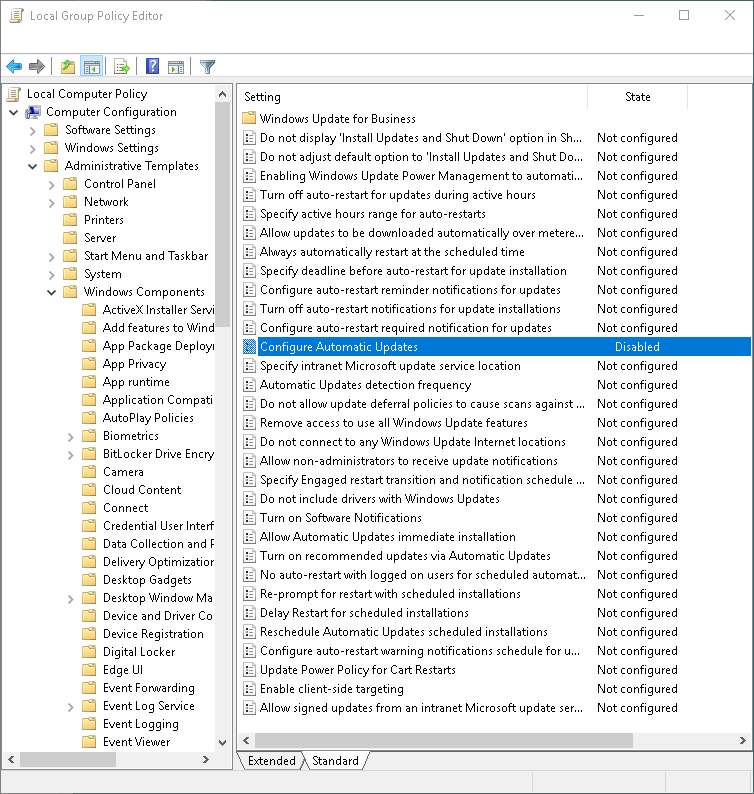 Local Group Policy Editor
Local Computer Policy
Computer Configuration
Software Settings
Windows Settings
Administrative Templates
Control Panel
Network
Printers
Server
Start Menu and Taskbar
System
Windows Components
ActiveX Installer Servi
Add features to Wind
App Package Deployr
App Privacy
App runtime
Application Compati
AutoPlay Policies
Biometrics
BitLocker Drive Encry
Camera
Cloud Content
Connect
Credential User Interf
Data Collection and P
Delivery Optimization
Desktop Gadgets
Desktop Window Ma
Device and Driver Co
Device Registration
Digital Locker
Edge UI
Event Forwarding
Event Log Service
Event Logging
Event Viewer
Setting State
Windows Update for Business
Do not display 'Install Updates and Shut Down' option in Sh... Not configured
Do not adjust default option to 'Install Updates and Shut Do... Not configured
Enabling Windows Update Power Management to automati... Not configured
Turn off auto-restart for updates during active hours Not configured
Specify active hours range for auto-restarts Not configured
Allow updates to be downloaded automatically over metere... Not configured
Always automatically restart at the scheduled time Not configured
Specify deadline before auto-restart for update installation Not configured
Configure auto-restart reminder notifications for updates Not configured
Turn off auto-restart notifications for update installations Not configured
Configure auto-restart required notification for updates Not configured
Configure Automatic Updates Disabled
Specify intranet Microsoft update service location Not configured
Automatic Updates detection frequency Not configured
Do not allow update deferral policies to cause scans against ... Not configured
Remove access to use all Windows Update features Not configured
Do not connect to any Windows Update Internet locations Not configured
Allow non-administrators to receive update notifications Not configured
Specify Engaged restart transition and notification schedule ... Not configured
Do not include drivers with Windows Updates Not configured
Turn on Software Notifications Not configured
Allow Automatic Updates immediate installation Not configured
Turn on recommended updates via Automatic Updates Not configured
No auto-restart with logged on users for scheduled automat... Not configured
Re-prompt for restart with scheduled installations Not configured
Delay Restart for scheduled installations Not configured
Reschedule Automatic Updates scheduled installations Not configured
Configure auto-restart warning notifications schedule for u... Not configured
Update Power Policy for Cart Restarts Not configured
Enable client-side targeting Not configured
Allow signed updates from an intranet Microsoft update ser... Not configured
Extended Standard